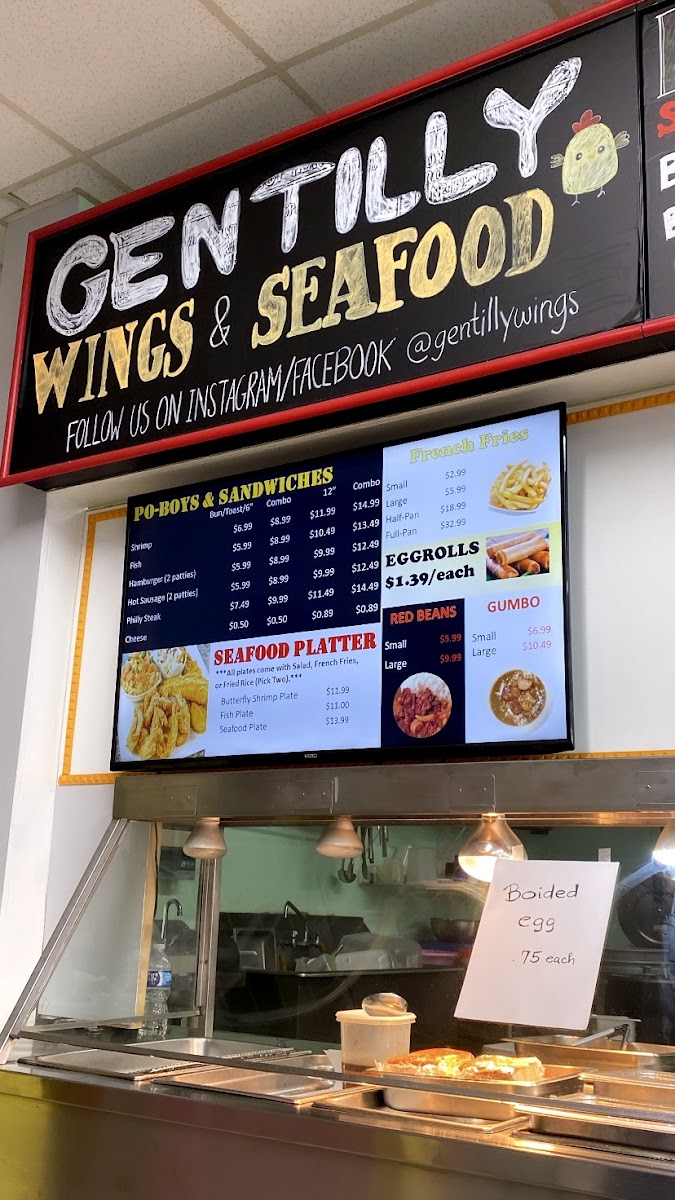 GENTILLY
WINGS & SEAFOOD
FOLLOW US ON INSTAGRAM/FACEBOOK @gentillywings
PO-BOYS & SANDWICHES
Bun/Toast/6" Combo 12" Combo
Shrimp $6.99 $8.99 $11.99 $14.99
Fish $5.99 $8.99 $10.49 $13.49
Hamburger (2 patties) $5.99 $8.99 $9.99 $12.49
Hot Sausage (2 patties) $5.99 $8.99 $9.99 $12.49
Philly Steak $7.49 $9.99 $11.49 $14.49
Cheese $0.50 $0.50 $0.89 $0.89
SEAFOOD PLATTER
***All plates come with Salad, French Fries,
or Fried Rice (Pick Two).***
Butterfly Shrimp Plate $11.99
Fish Plate $11.00
Seafood Plate $13.99
French Fries
Small $2.99
Large $5.99
Half-Pan $18.99
Full-Pan $32.99
EGGROLLS
$1.39/each
RED BEANS
Small $5.99
Large $9.99
GUMBO
Small $6.99
Large $10.49
VIZIO
Boided
egg
.75 each